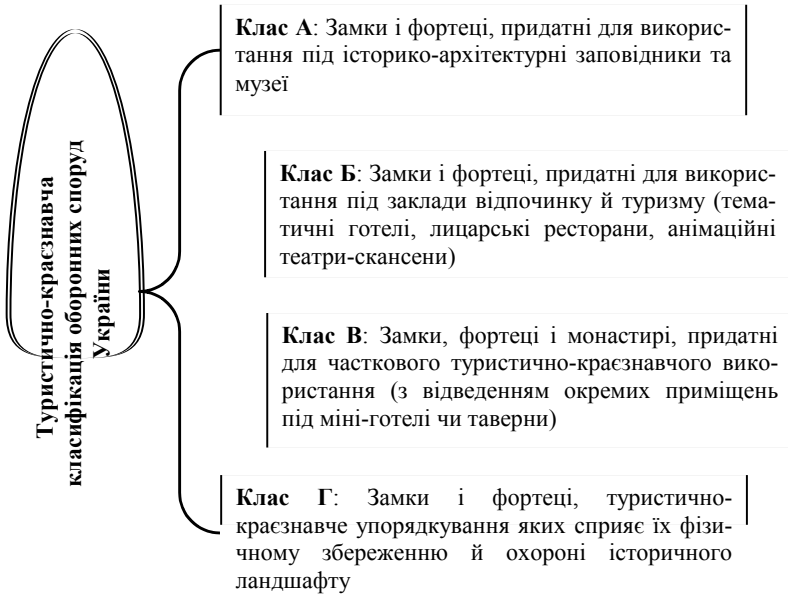 Туристично-краєзнавча
класифікація оборонних споруд
України
Клас А: Замки і фортеці, придатні для викорис-
тання під історико-архітектурні заповідники та
музеї
Клас Б: Замки і фортеці, придатні для викорис-
тання під заклади відпочинку й туризму (тема-
тичні готелі, лицарські ресторани, анімаційні
театри-скансени)
Клас В: Замки, фортеці і монастирі, придатні
для часткового туристично-краєзнавчого вико-
ристання (з відведенням окремих приміщень
під міні-готелі чи таверни)
Клас Г: Замки і фортеці, туристично-
краєзнавче упорядкування яких сприяє їх фізи-
чному збереженню й охороні історичного
ландшафту